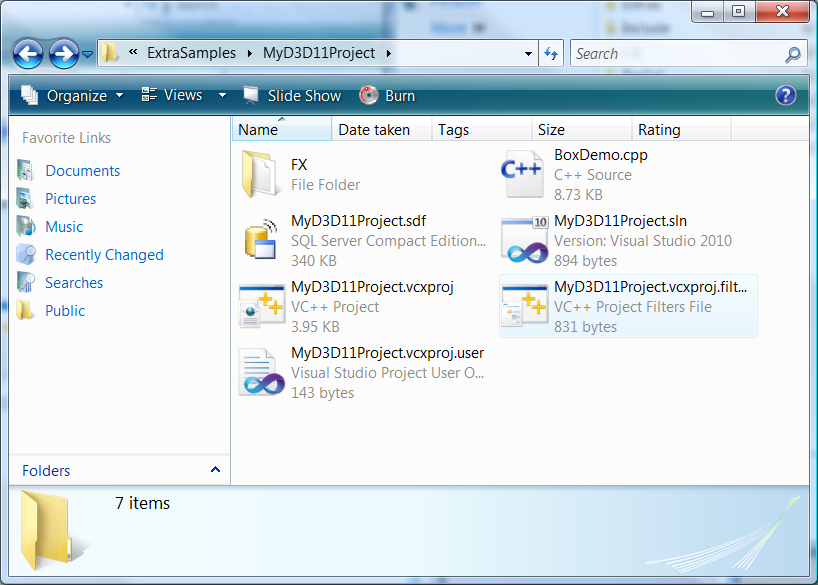 « ExtraSamples MyD3D11Project
Search
Organize Views Slide Show Burn
Favorite Links
Documents
Pictures
Music
Recently Changed
Searches
Public
Folders
Name Date taken Tags Size Rating
FX
File Folder
BoxDemo.cpp
C++ Source
8.73 KB
MyD3D11Project.sdf
SQL Server Compact Edition...
340 KB
MyD3D11Project.sln
Version: Visual Studio 2010
894 bytes
MyD3D11Project.vcxproj
VC++ Project
3.95 KB
MyD3D11Project.vcxproj.filt...
VC++ Project Filters File
831 bytes
MyD3D11Project.vcxproj.user
Visual Studio Project User O...
143 bytes
C++
10
7 items